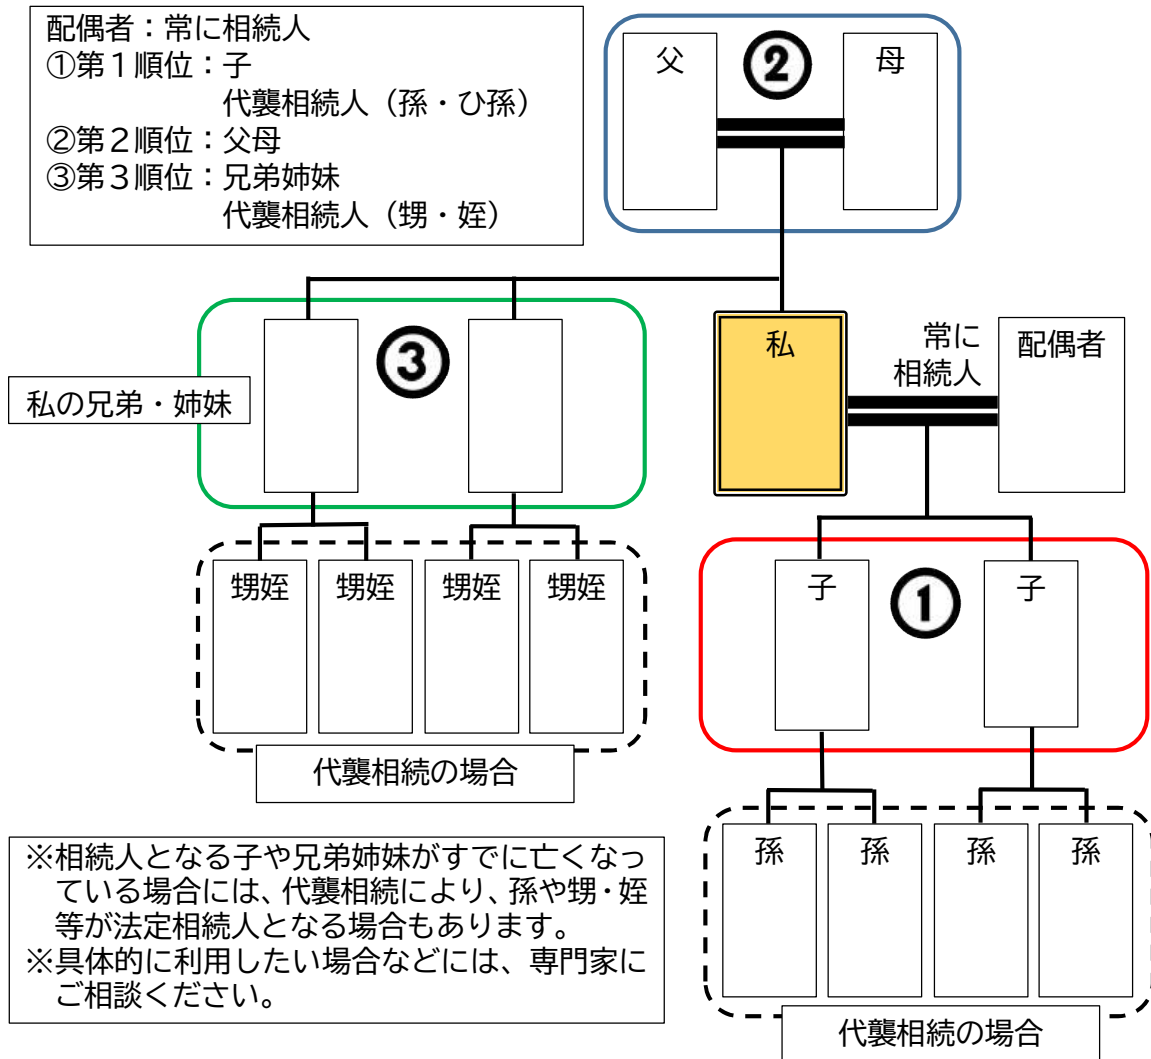 配偶者：常に相続人
①第１順位：子
代襲相続人（孫・ひ孫）
②第２順位：父母
③第３順位：兄弟姉妹
代襲相続人（甥・姪）
父
②
母
③
私の兄弟・姉妹
私
常に
相続人
配偶者
甥姪
甥姪
甥姪
甥姪
代襲相続の場合
子
①
子
孫
孫
孫
孫
代襲相続の場合
※相続人となる子や兄弟姉妹がすでに亡くなっ
ている場合には、代襲相続により、孫や甥・姪
等が法定相続人となる場合もあります。
※具体的に利用したい場合などには、専門家に
ご相談ください。